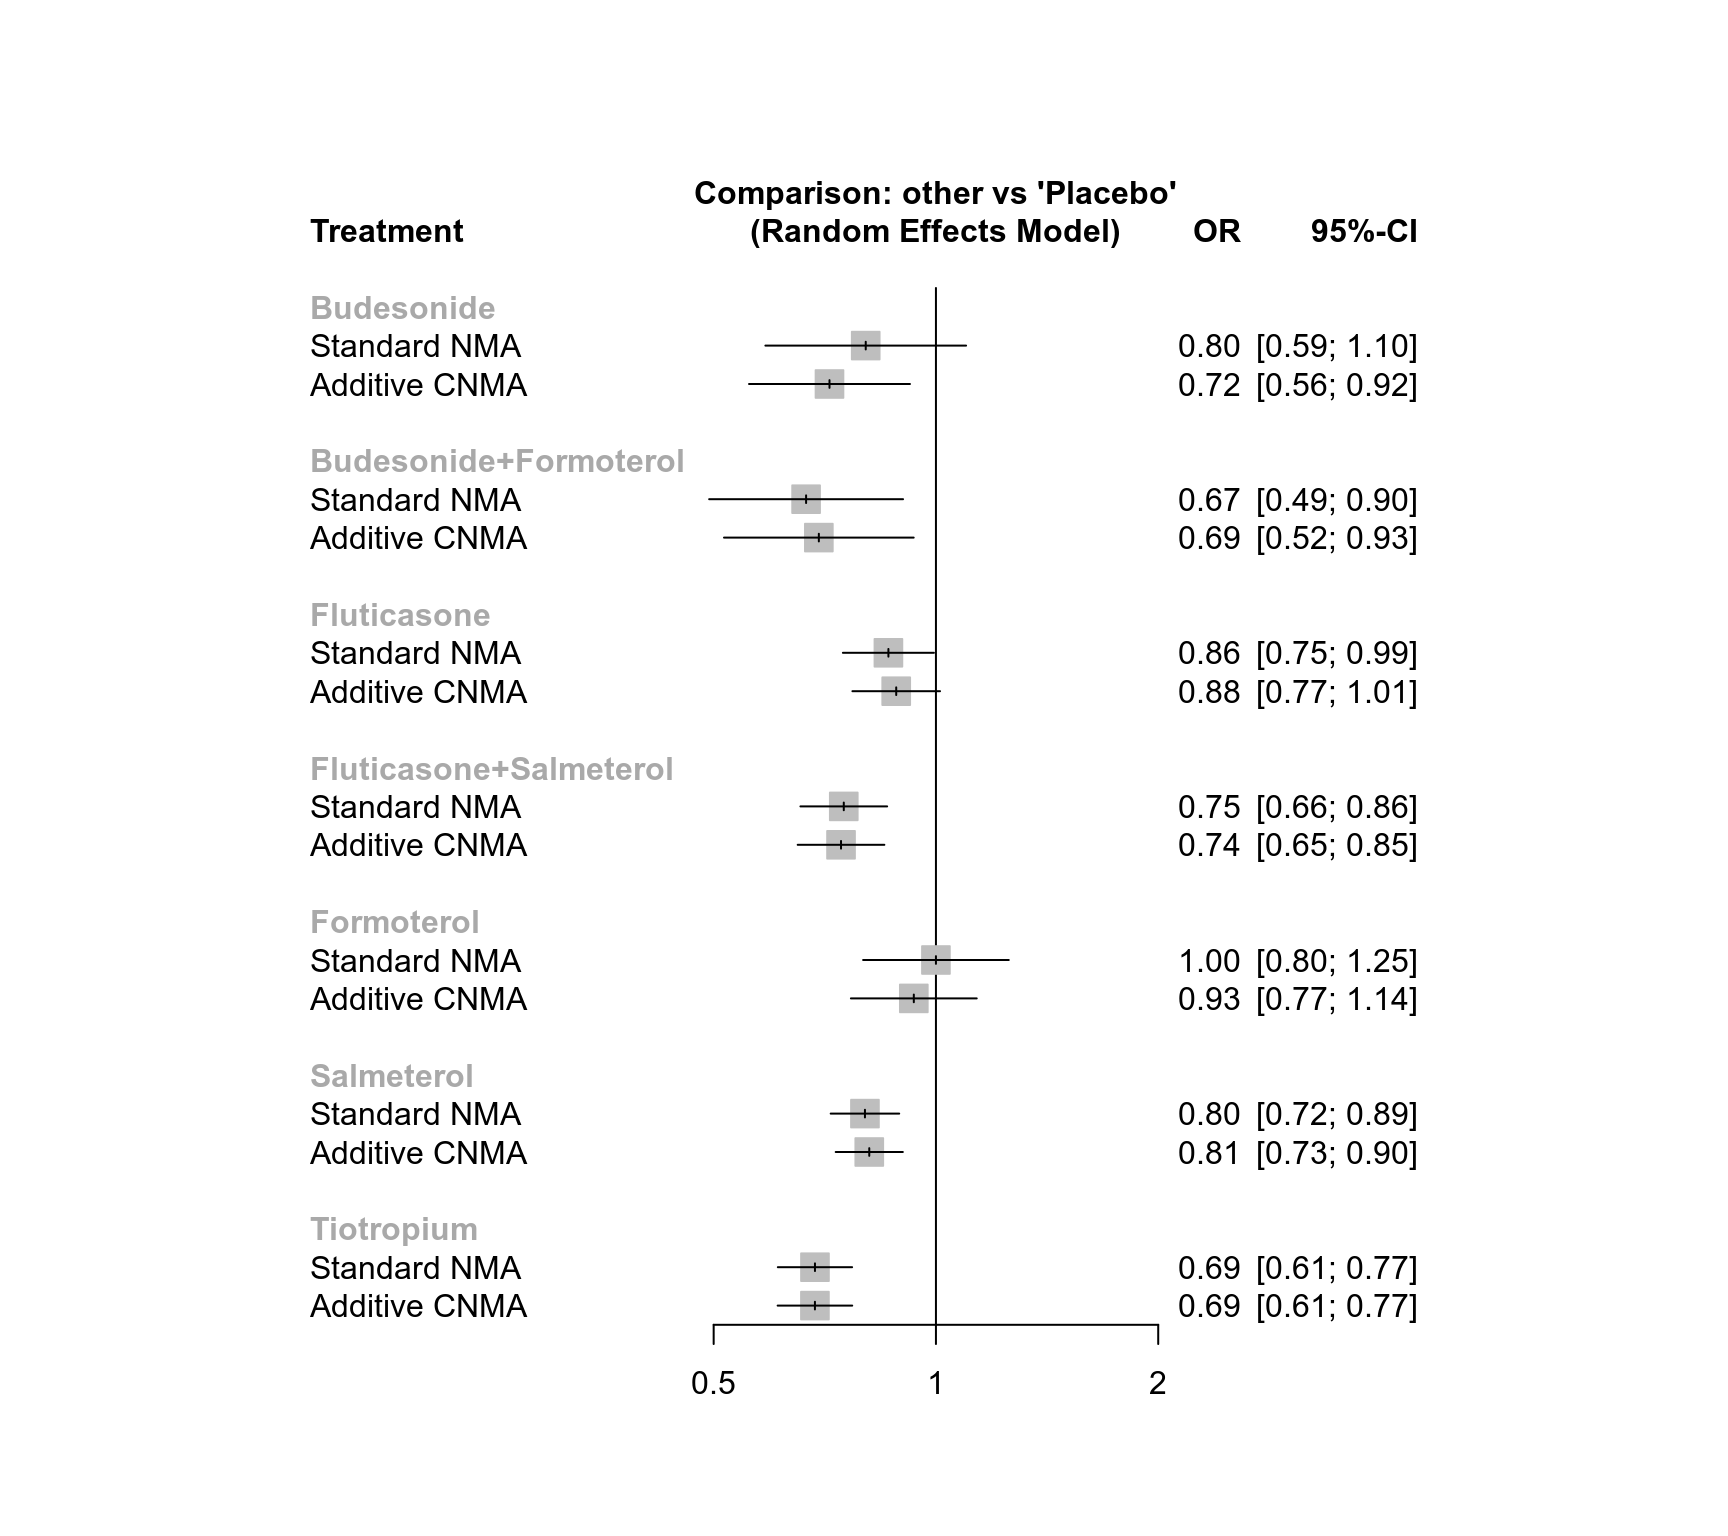 Comparison: other vs 'Placebo'
Treatment (Random Effects Model) OR 95%-CI
Budesonide
Standard NMA 0.80 [0.59; 1.10]
Additive CNMA 0.72 [0.56; 0.92]
Budesonide+Formoterol
Standard NMA 0.67 [0.49; 0.90]
Additive CNMA 0.69 [0.52; 0.93]
Fluticasone
Standard NMA 0.86 [0.75; 0.99]
Additive CNMA 0.88 [0.77; 1.01]
Fluticasone+Salmeterol
Standard NMA 0.75 [0.66; 0.86]
Additive CNMA 0.74 [0.65; 0.85]
Formoterol
Standard NMA 1.00 [0.80; 1.25]
Additive CNMA 0.93 [0.77; 1.14]
Salmeterol
Standard NMA 0.80 [0.72; 0.89]
Additive CNMA 0.81 [0.73; 0.90]
Tiotropium
Standard NMA 0.69 [0.61; 0.77]
Additive CNMA 0.69 [0.61; 0.77]
0.5 1 2